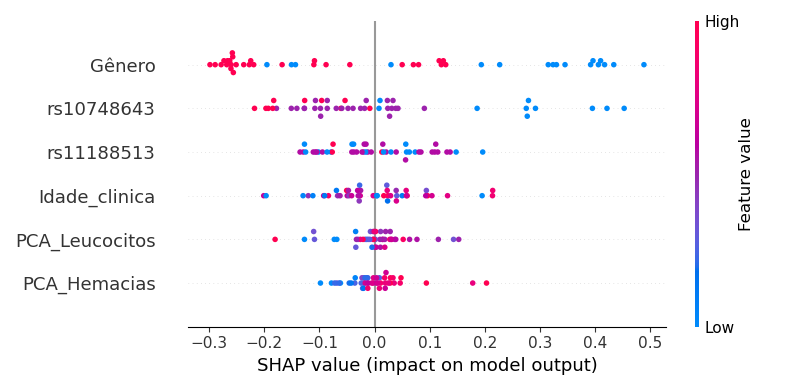 High
Gênero
rs10748643
rs11188513
Idade_clinica
PCA_Leucocitos
PCA_Hemacias
Feature value
Low
−0.3 −0.2 −0.1 0.0 0.1 0.2 0.3 0.4 0.5
SHAP value (impact on model output)